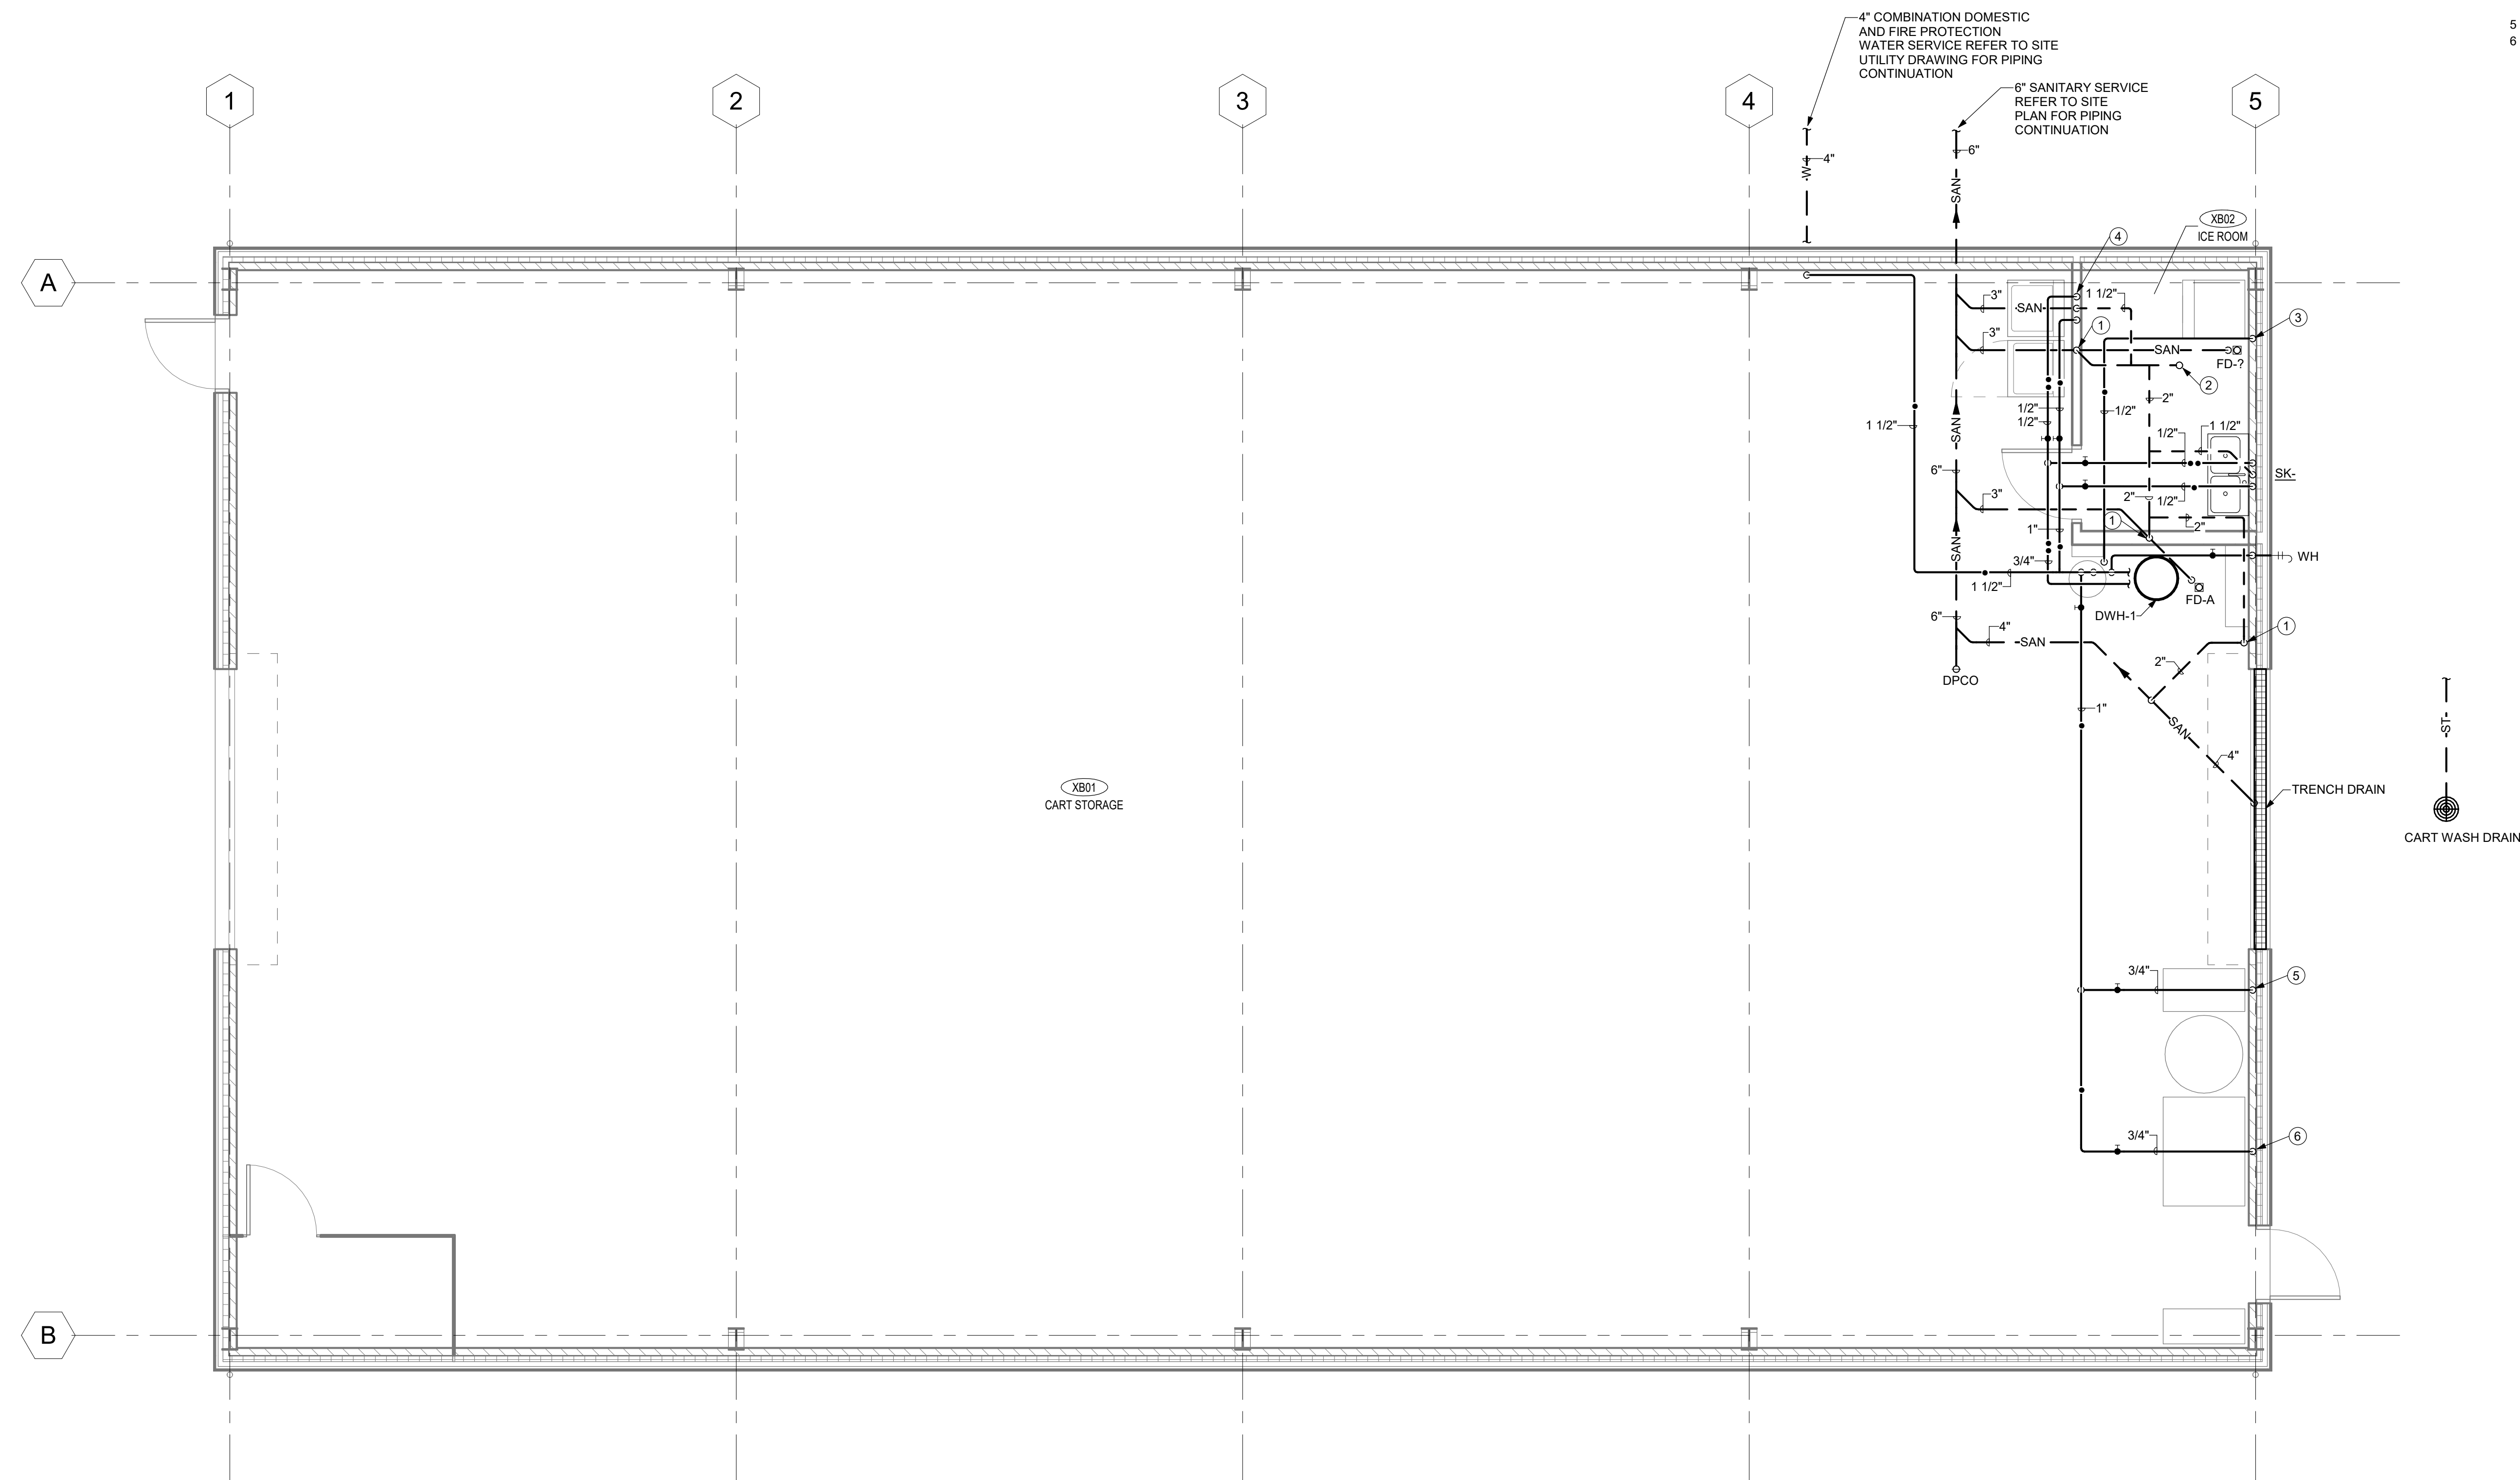 4" COMBINATION DOMESTIC
AND FIRE PROTECTION
WATER SERVICE REFER TO SITE
UTILITY DRAWING FOR PIPING
CONTINUATION
5
6
6" SANITARY SERVICE
REFER TO SITE
PLAN FOR PIPING
CONTINUATION
1
2
3
4
5
4"
6"
W
SAN
XB02
ICE ROOM
4
A
3"
SAN
1 1/2"
3
1
3"
SAN
FD-?
2
2"
1/2"
1/2"
1/2"
1 1/2"
1 1/2"
1/2"
SAN
6"
SK-
3"
2"
1/2"
1
2"
1"
SAN
3/4"
WH
1 1/2"
FD-A
DWH-1
6"
4"
SAN
1
2"
DPCO
1"
SAN
ST
4"
XB01
CART STORAGE
TRENCH DRAIN
CART WASH DRAIN
3/4"
5
3/4"
6
B